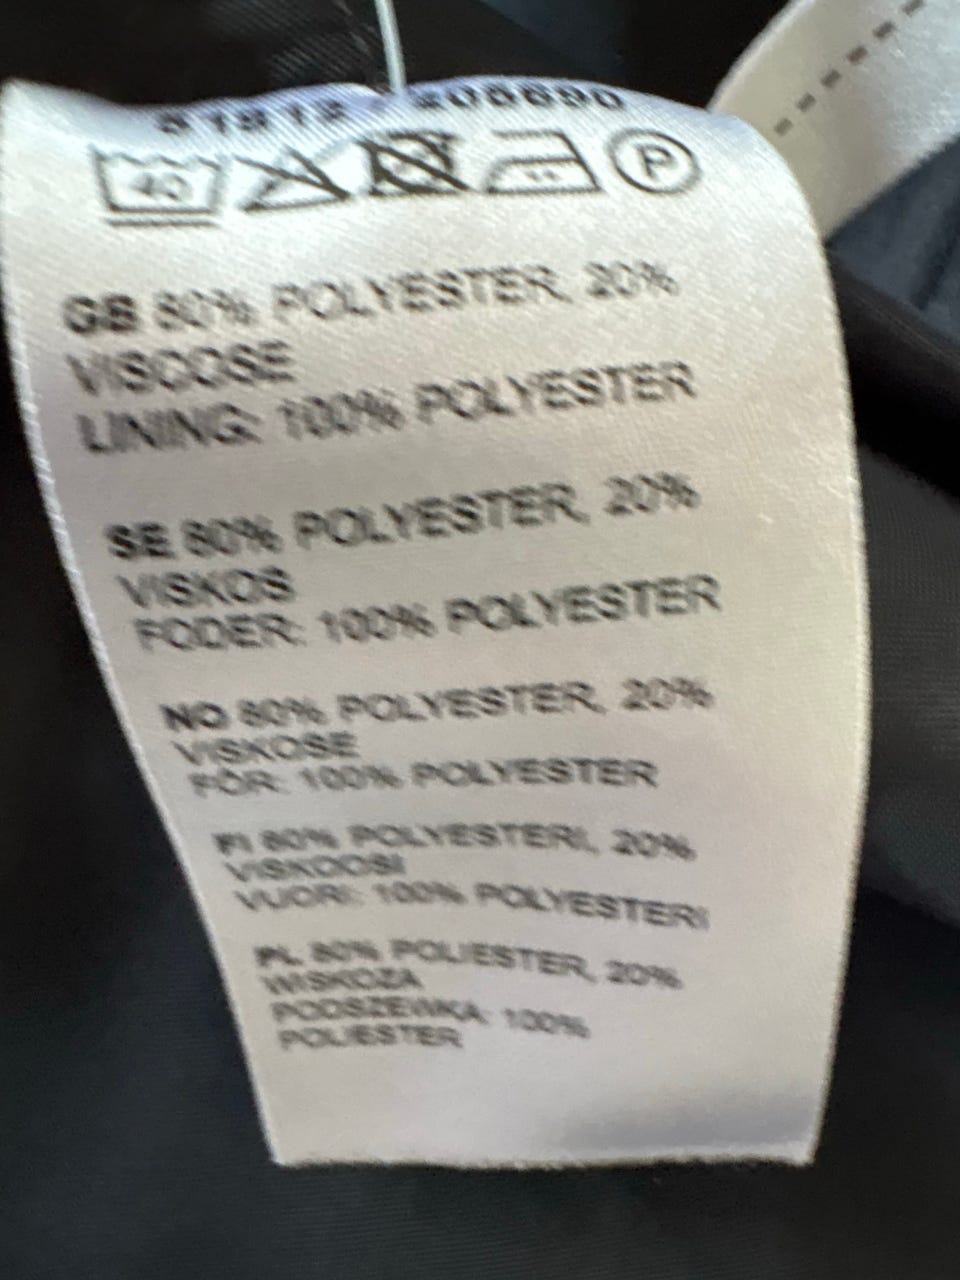 40
P
GB 80% POLYESTER, 20%
VISCOSE
LINING: 100% POLYESTER
SE 80% POLYESTER, 20%
VISKOS
FODER: 100% POLYESTER
NO 80% POLYESTER, 20%
VISKOSE
FÔR: 100% POLYESTER
FI 80% POLYESTERI, 20%
VISKOOSI
VUORI: 100% POLYESTERI
PL 80% POLIESTER, 20%
WISKOZA
PODSZEWKA: 100%
POLIESTER